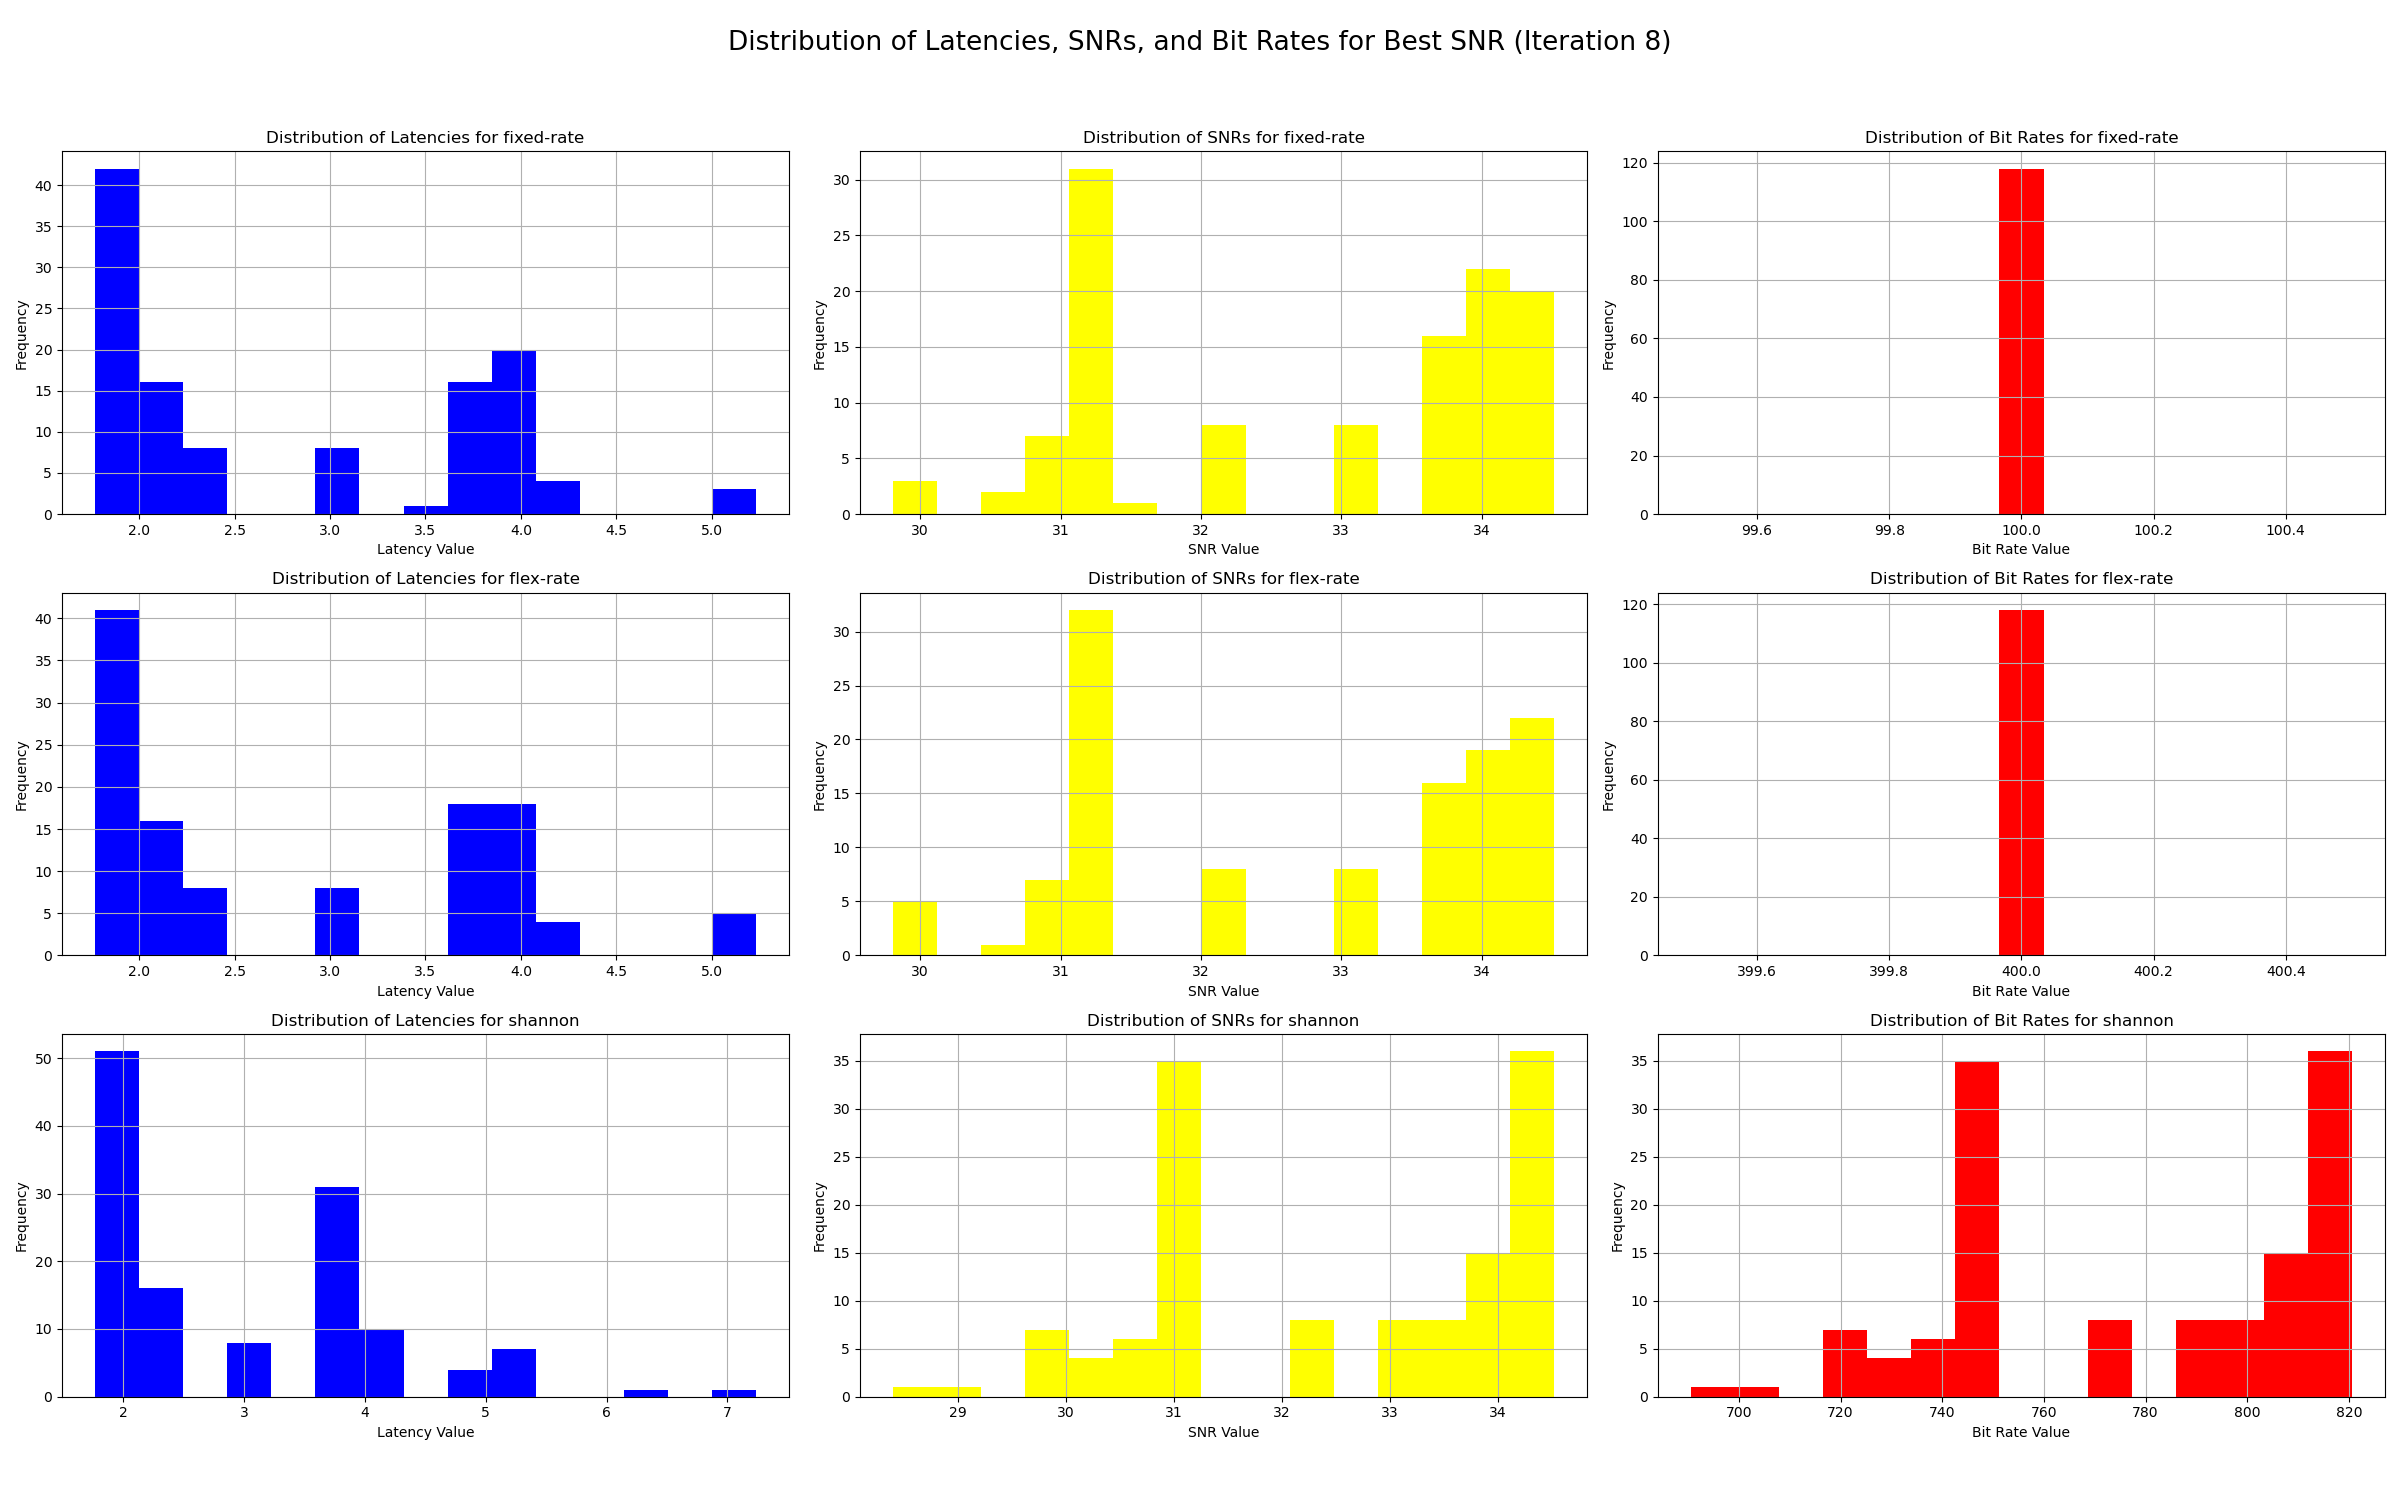 Distribution of Latencies, SNRs, and Bit Rates for Best SNR (Iteration 8)
Distribution of Latencies for fixed-rate
Frequency
40
35
30
25
20
15
10
5
0
2.0 2.5 3.0 3.5 4.0 4.5 5.0
Latency Value
Distribution of SNRs for fixed-rate
Frequency
30
25
20
15
10
5
0
30 31 32 33 34
SNR Value
Distribution of Bit Rates for fixed-rate
Frequency
120
100
80
60
40
20
0
99.6 99.8 100.0 100.2 100.4
Bit Rate Value
Distribution of Latencies for flex-rate
Frequency
40
35
30
25
20
15
10
5
0
2.0 2.5 3.0 3.5 4.0 4.5 5.0
Latency Value
Distribution of SNRs for flex-rate
Frequency
30
25
20
15
10
5
0
30 31 32 33 34
SNR Value
Distribution of Bit Rates for flex-rate
Frequency
120
100
80
60
40
20
0
399.6 399.8 400.0 400.2 400.4
Bit Rate Value
Distribution of Latencies for shannon
Frequency
50
40
30
20
10
0
2 3 4 5 6 7
Latency Value
Distribution of SNRs for shannon
Frequency
35
30
25
20
15
10
5
0
29 30 31 32 33 34
SNR Value
Distribution of Bit Rates for shannon
Frequency
35
30
25
20
15
10
5
0
700 720 740 760 780 800 820
Bit Rate Value